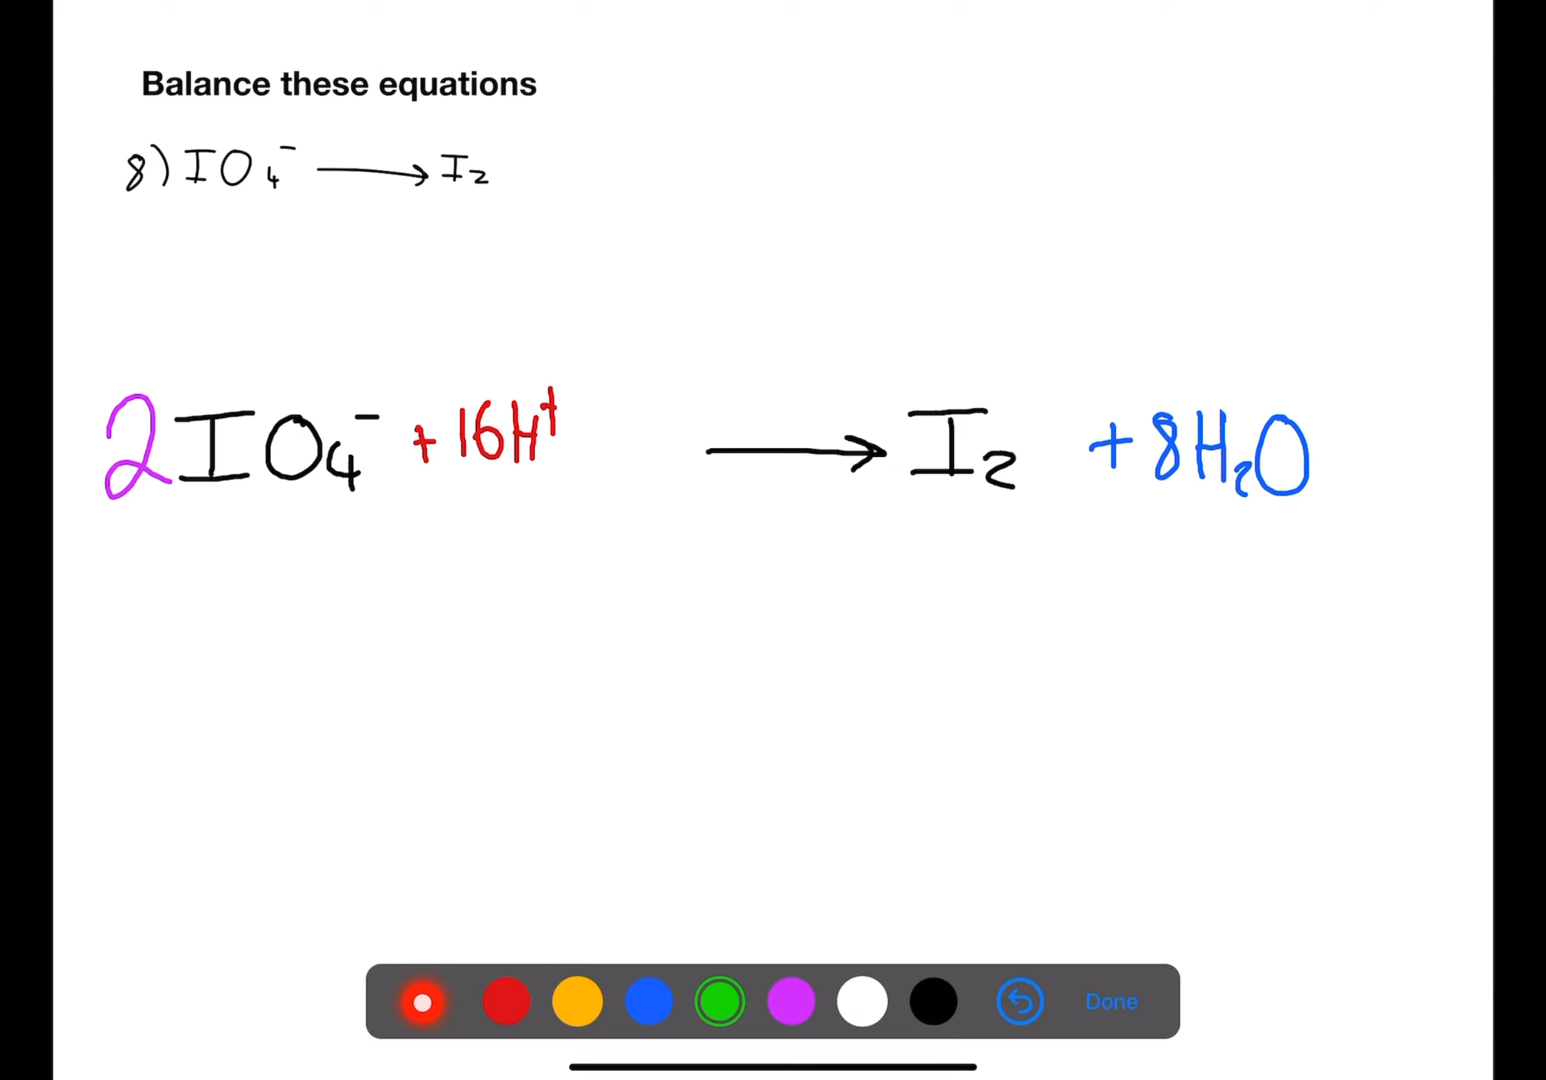 Balance these equations
8) IO₄⁻ ⟶ I₂
2IO₄⁻ + 16H⁺ ⟶ I₂ + 8H₂O
Done